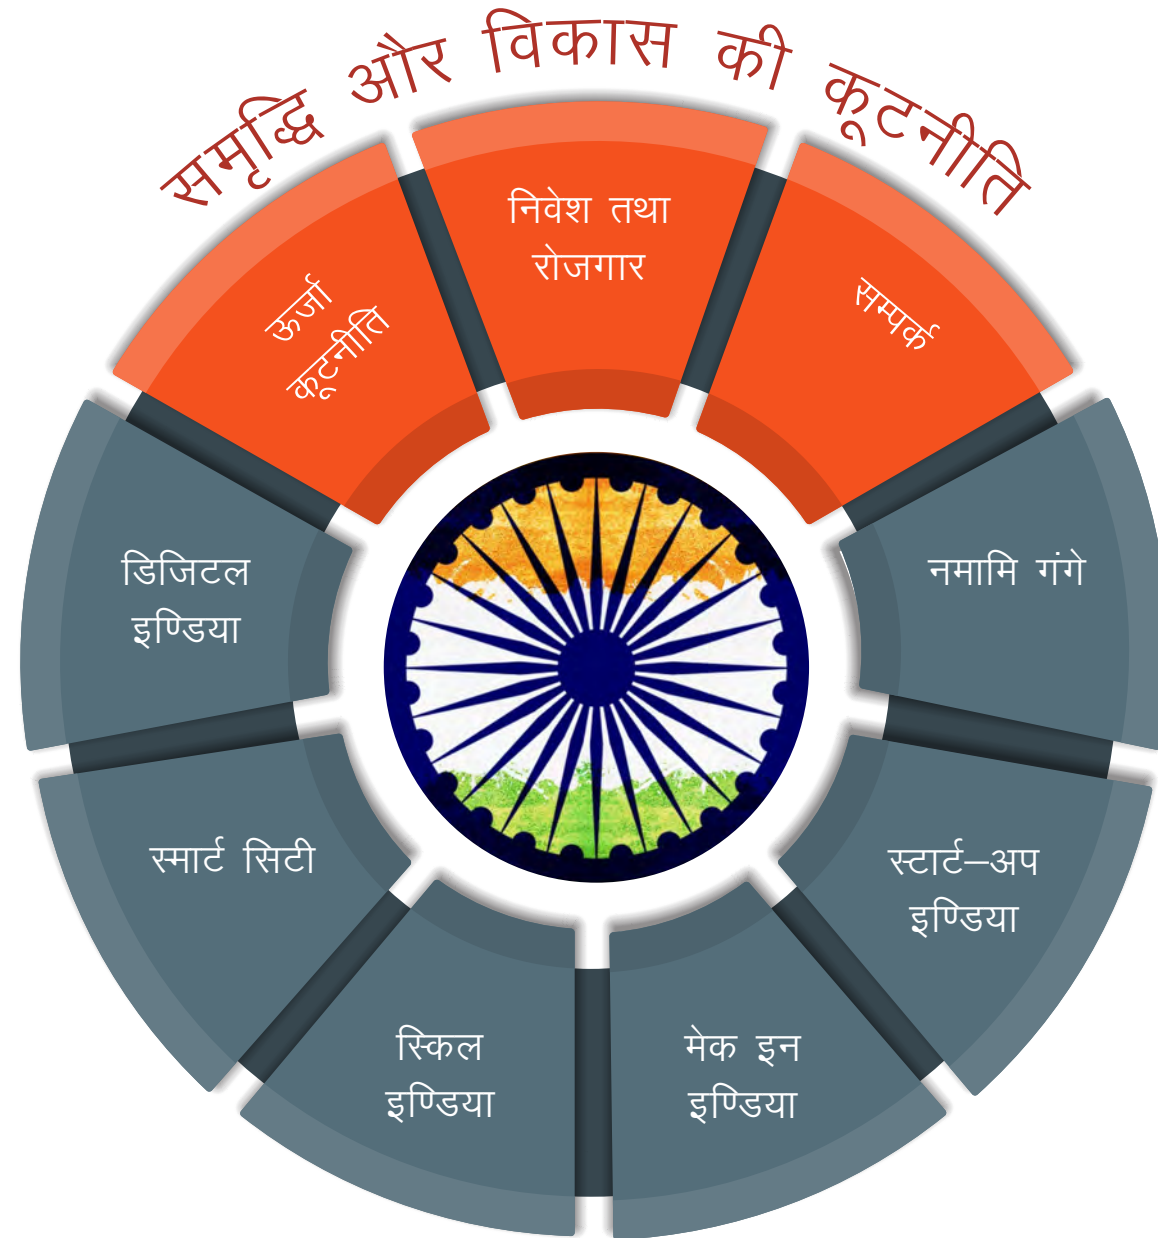 समृद्धि और विकास की कूटनीति
निवेश तथा
रोजगार
सम्पर्क
नमामि गंगे
स्टार्ट–अप
इण्डिया
मेक इन
इण्डिया
स्किल
इण्डिया
स्मार्ट सिटी
डिजिटल
इण्डिया
ऊर्जा
कूटनीति